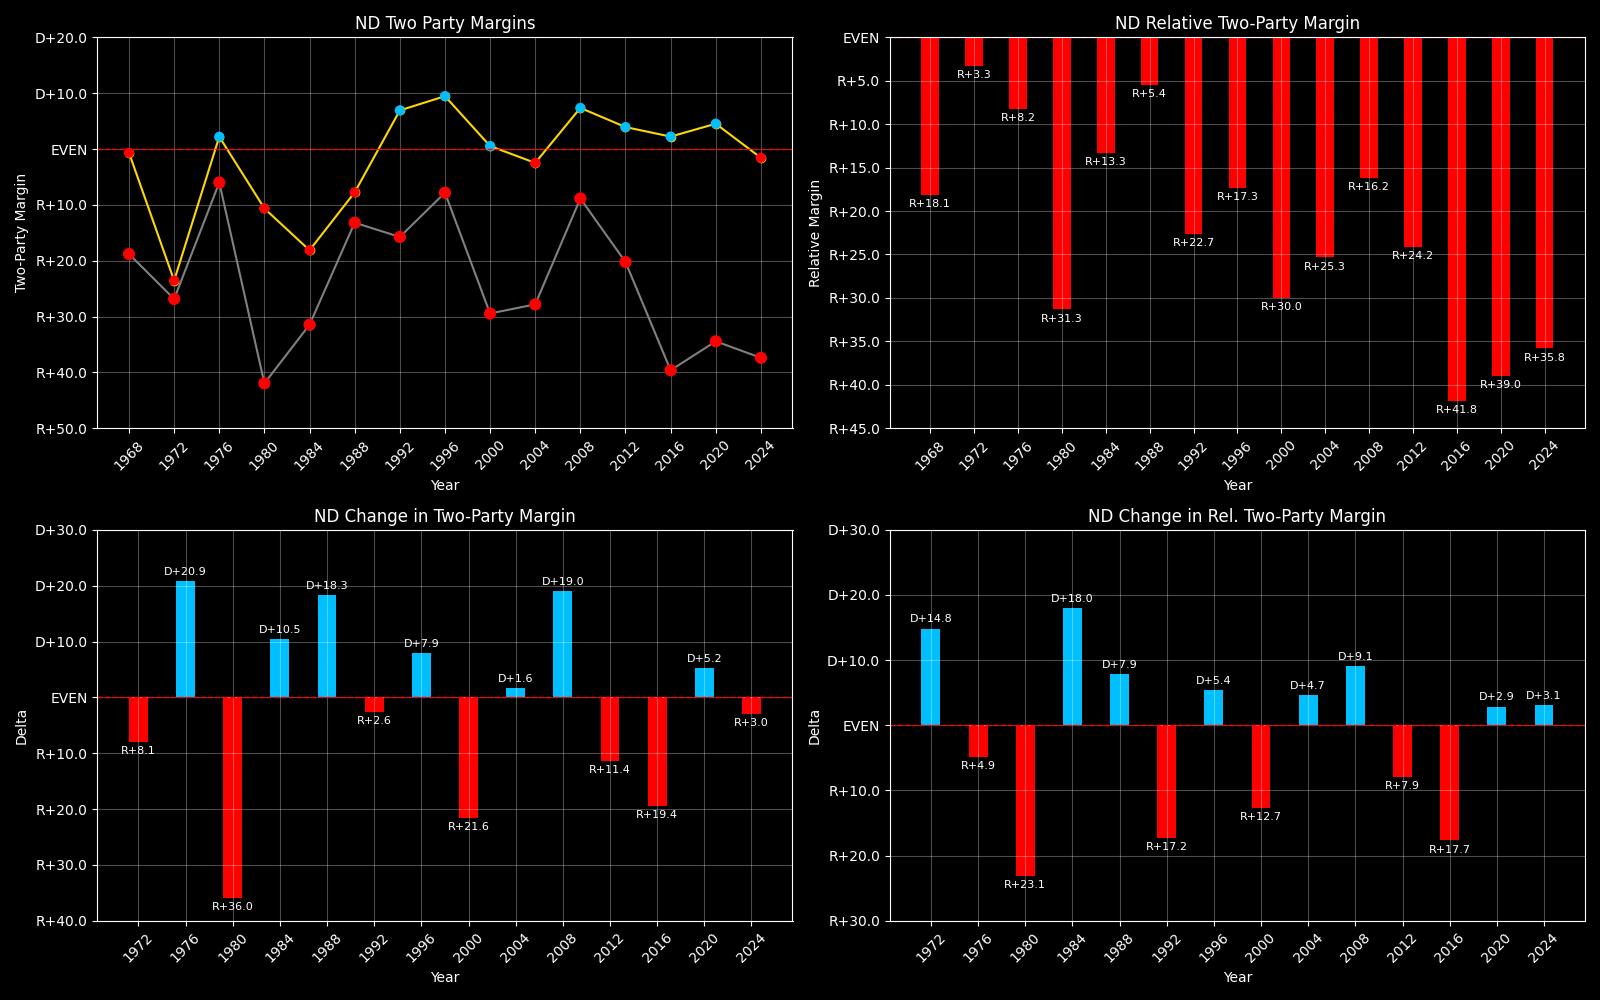 ND Two Party Margins
Two-Party Margin
D+20.0
D+10.0
EVEN
R+10.0
R+20.0
R+30.0
R+40.0
R+50.0
1968
1972
1976
1980
1984
1988
1992
1996
2000
2004
2008
2012
2016
2020
2024
Year
ND Relative Two-Party Margin
Relative Margin
EVEN
R+5.0
R+10.0
R+15.0
R+20.0
R+25.0
R+30.0
R+35.0
R+40.0
R+45.0
R+18.1
R+3.3
R+8.2
R+31.3
R+13.3
R+5.4
R+22.7
R+17.3
R+30.0
R+25.3
R+16.2
R+24.2
R+41.8
R+39.0
R+35.8
1968
1972
1976
1980
1984
1988
1992
1996
2000
2004
2008
2012
2016
2020
2024
Year
ND Change in Two-Party Margin
Delta
D+30.0
D+20.0
D+10.0
EVEN
R+10.0
R+20.0
R+30.0
R+40.0
R+8.1
D+20.9
R+36.0
D+10.5
D+18.3
R+2.6
D+7.9
R+21.6
D+1.6
D+19.0
R+11.4
R+19.4
D+5.2
R+3.0
1972
1976
1980
1984
1988
1992
1996
2000
2004
2008
2012
2016
2020
2024
Year
ND Change in Rel. Two-Party Margin
Delta
D+30.0
D+20.0
D+10.0
EVEN
R+10.0
R+20.0
R+30.0
D+14.8
R+4.9
R+23.1
D+18.0
D+7.9
R+17.2
D+5.4
R+12.7
D+4.7
D+9.1
R+7.9
R+17.7
D+2.9
D+3.1
1972
1976
1980
1984
1988
1992
1996
2000
2004
2008
2012
2016
2020
2024
Year